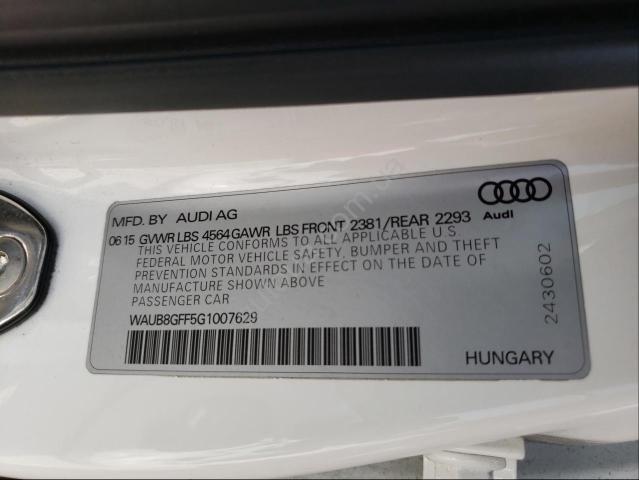 MFD. BY AUDI AG
Audi
06 15 GVWR LBS 4564 GAWR LBS FRONT 2381/REAR 2293
THIS VEHICLE CONFORMS TO ALL APPLICABLE U S
FEDERAL MOTOR VEHICLE SAFETY, BUMPER AND THEFT
PREVENTION STANDARDS IN EFFECT ON THE DATE OF
MANUFACTURE SHOWN ABOVE
PASSENGER CAR
WAUB8GFF5G1007629
HUNGARY
2430602